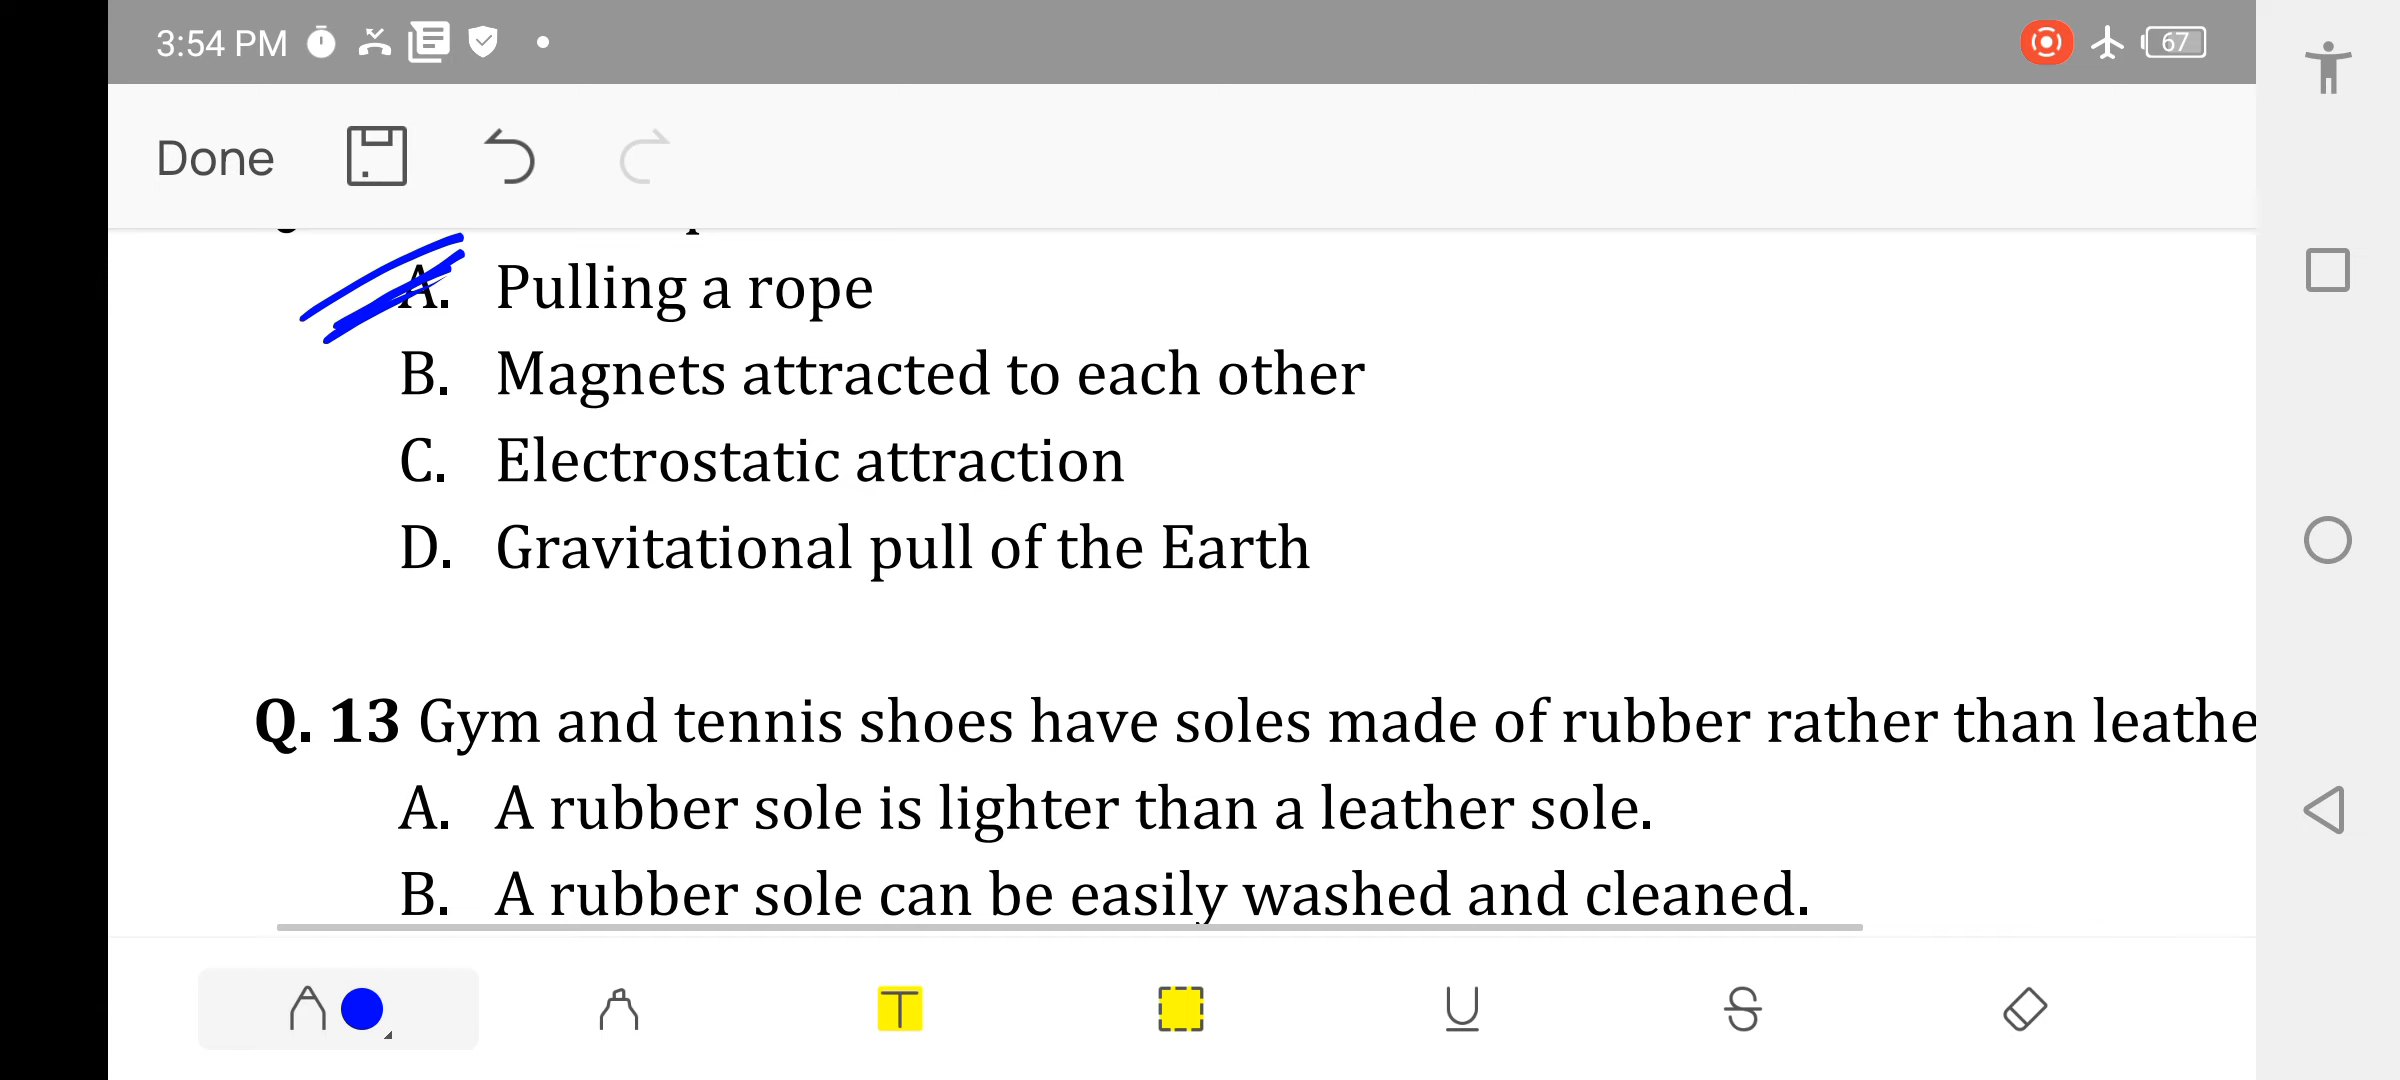 3:54 PM
67
Done
A. Pulling a rope
B. Magnets attracted to each other
C. Electrostatic attraction
D. Gravitational pull of the Earth
Q. 13 Gym and tennis shoes have soles made of rubber rather than leathe
A. A rubber sole is lighter than a leather sole.
B. A rubber sole can be easily washed and cleaned.